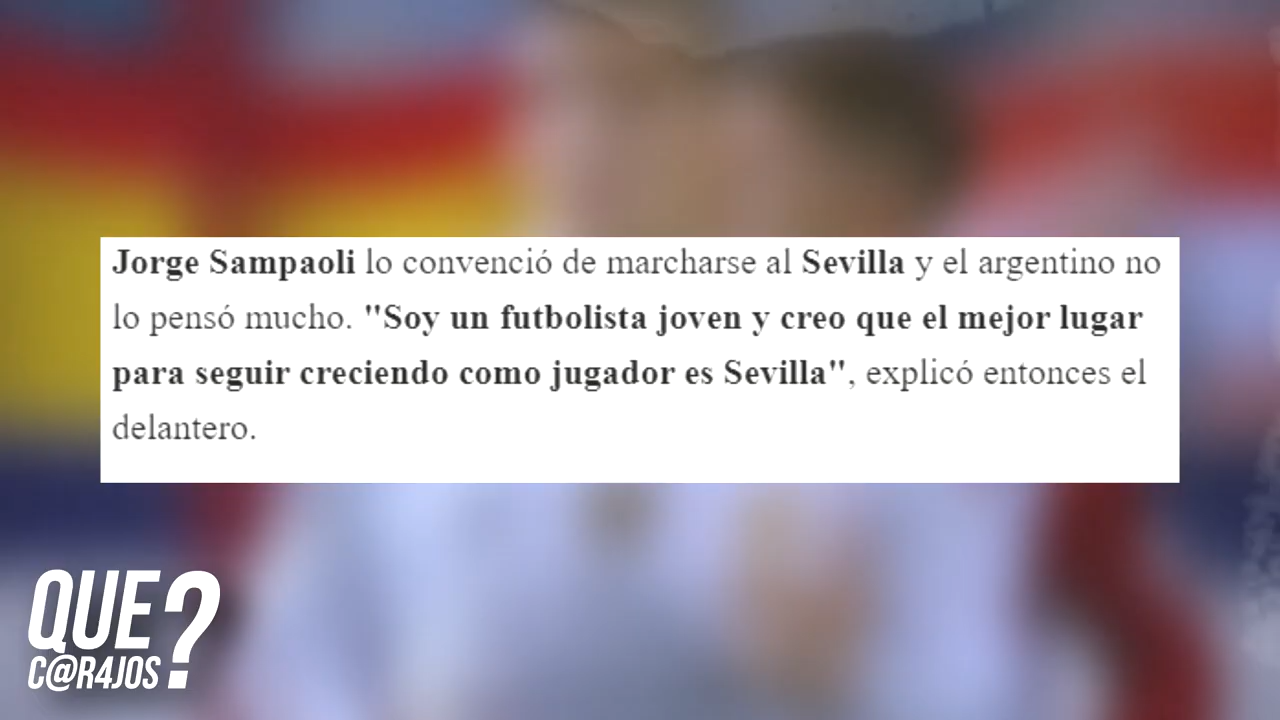 Jorge Sampaoli lo convenció de marcharse al Sevilla y el argentino no
lo pensó mucho. "Soy un futbolista joven y creo que el mejor lugar
para seguir creciendo como jugador es Sevilla", explicó entonces el
delantero.
QUE
C@R4JOS?